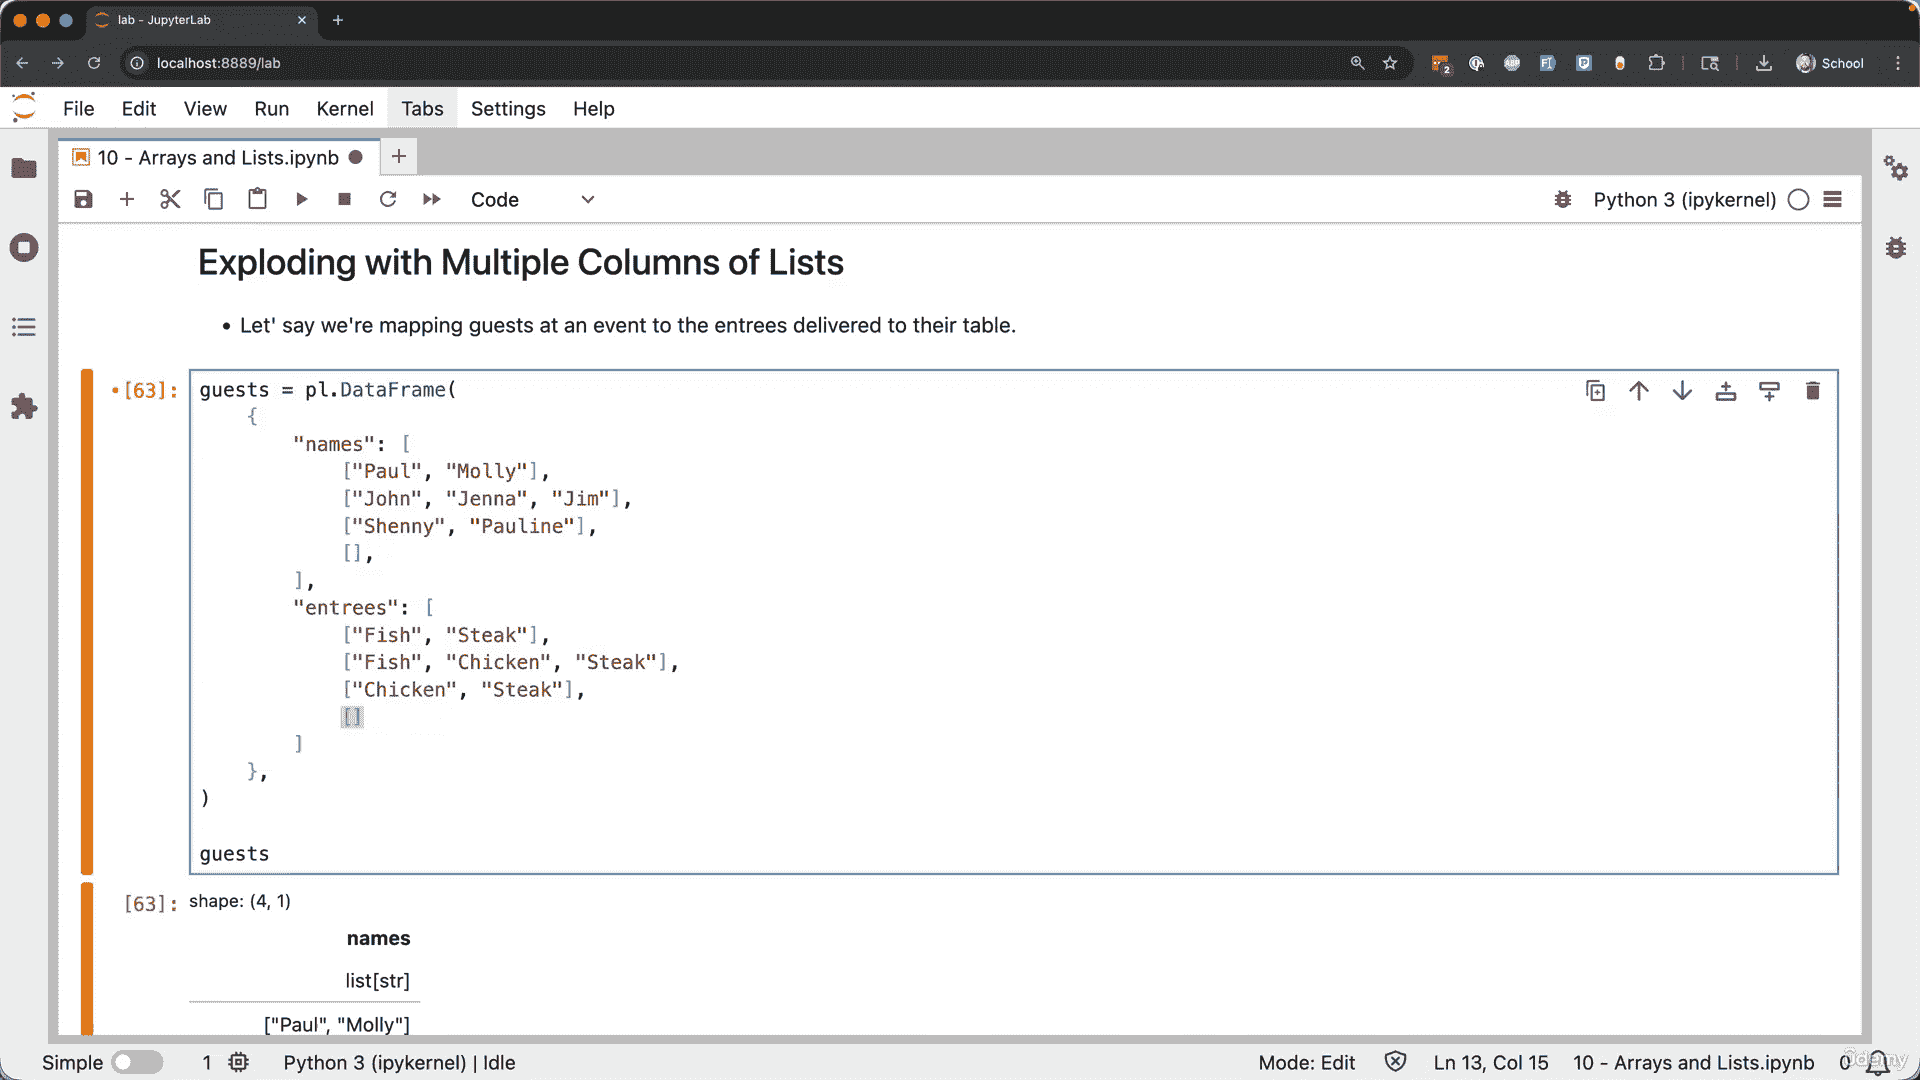 lab - JupyterLab
localhost:8889/lab
2
ABP
School
File Edit View Run Kernel Tabs Settings Help
10 - Arrays and Lists.ipynb
Code
Python 3 (ipykernel)
Exploding with Multiple Columns of Lists
• Let' say we're mapping guests at an event to the entrees delivered to their table.
[63]: guests = pl.DataFrame(
{
"names": [
["Paul", "Molly"],
["John", "Jenna", "Jim"],
["Shenny", "Pauline"],
[],
],
"entrees": [
["Fish", "Steak"],
["Fish", "Chicken", "Steak"],
["Chicken", "Steak"],
[]
]
},
)
guests
[63]: shape: (4, 1)
names
list[str]
["Paul", "Molly"]
Simple 1 Python 3 (ipykernel) | Idle Mode: Edit Ln 13, Col 15 10 - Arrays and Lists.ipynb 0
udemy